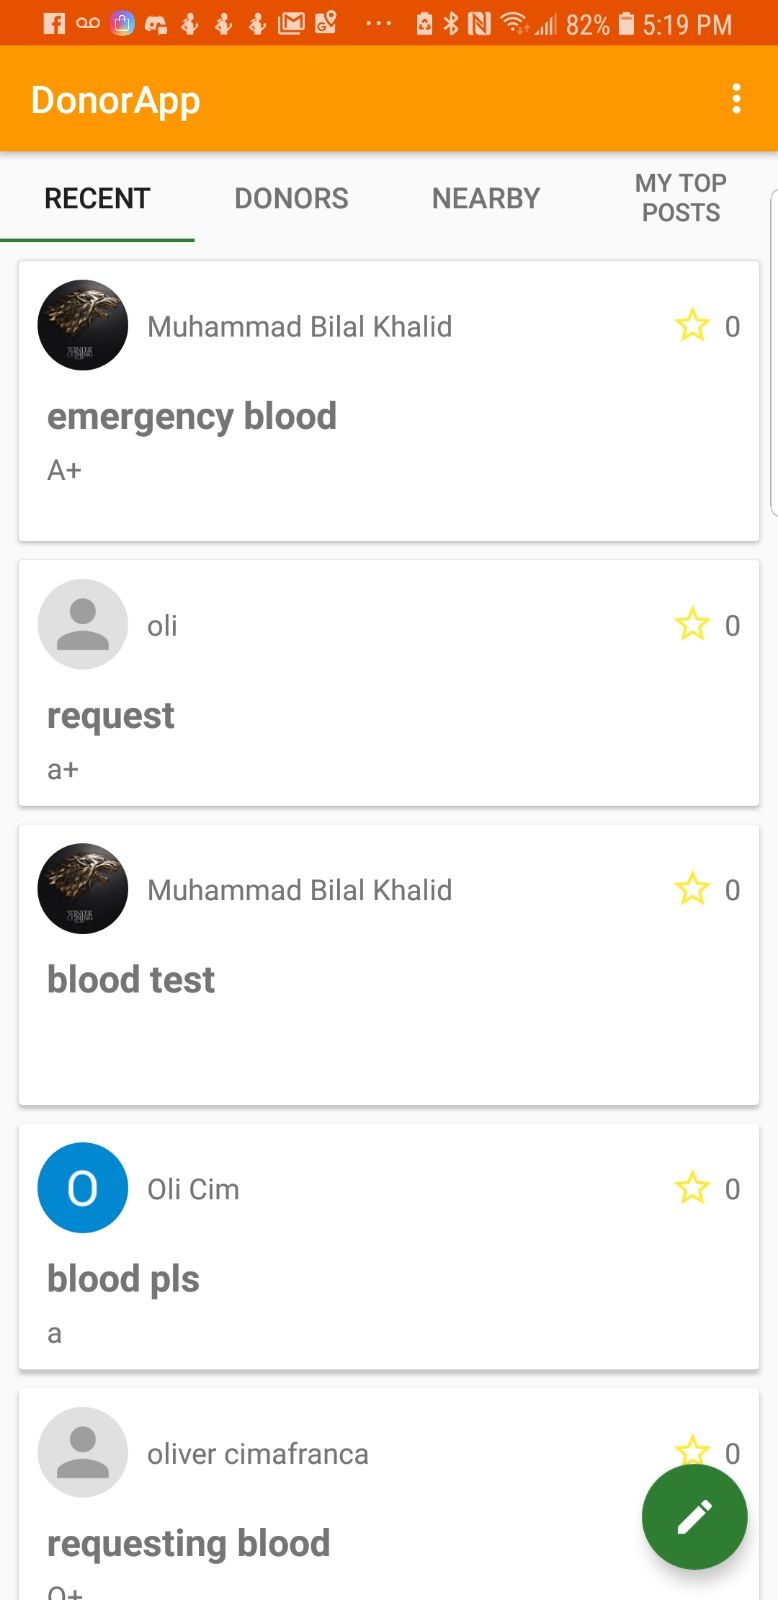 82% 5:19 PM
DonorApp
RECENT
DONORS
NEARBY
MY TOP
POSTS
Muhammad Bilal Khalid
0
emergency blood
A+
oli
0
request
a+
Muhammad Bilal Khalid
0
blood test
O
Oli Cim
0
blood pls
a
oliver cimafranca
0
requesting blood